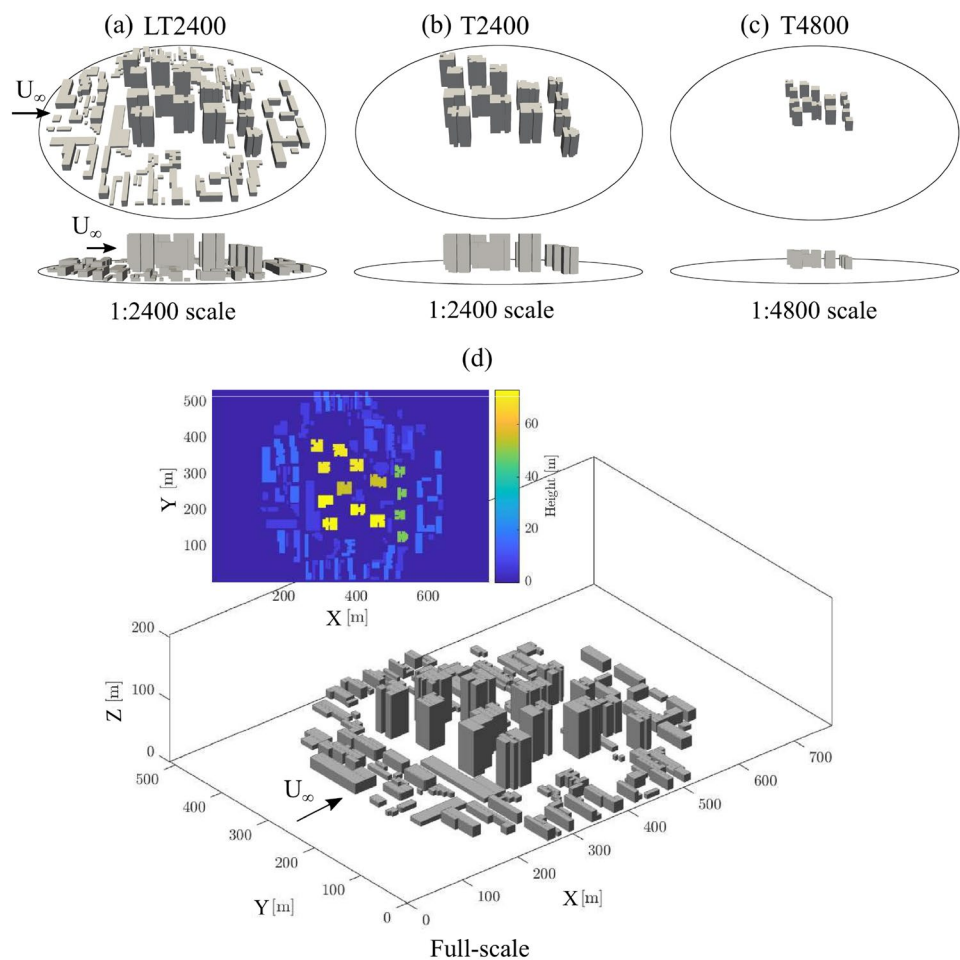 (a) LT2400
(b) T2400
(c) T4800
U∞
U∞
1:2400 scale
1:2400 scale
1:4800 scale
(d)
500
400
300
200
100
Y [m]
200
400
600
X [m]
60
40
20
0
Height [m]
200
100
0
Z [m]
U∞
500
400
300
200
100
0
Y [m]
0
100
200
300
400
500
600
700
X [m]
Full-scale